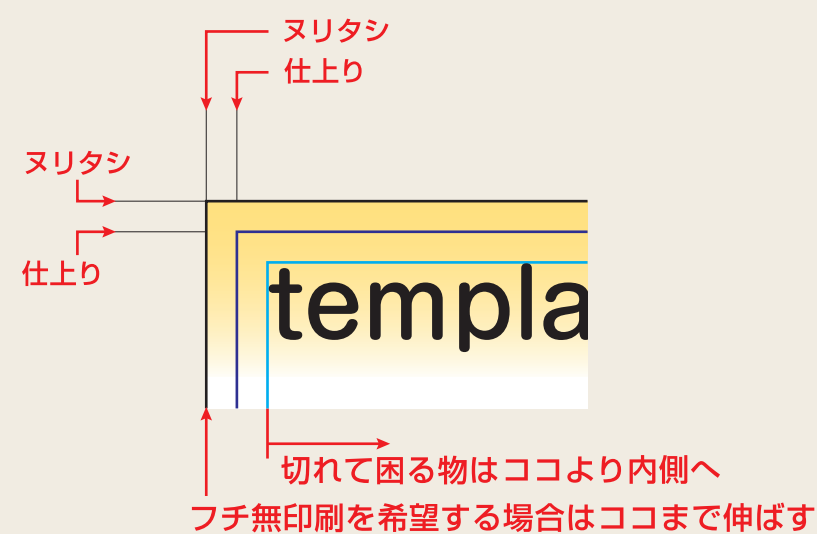 ヌリタシ
仕上り
ヌリタシ
仕上り
templa
切れて困る物はココより内側へ
フチ無印刷を希望する場合はココまで伸ばす